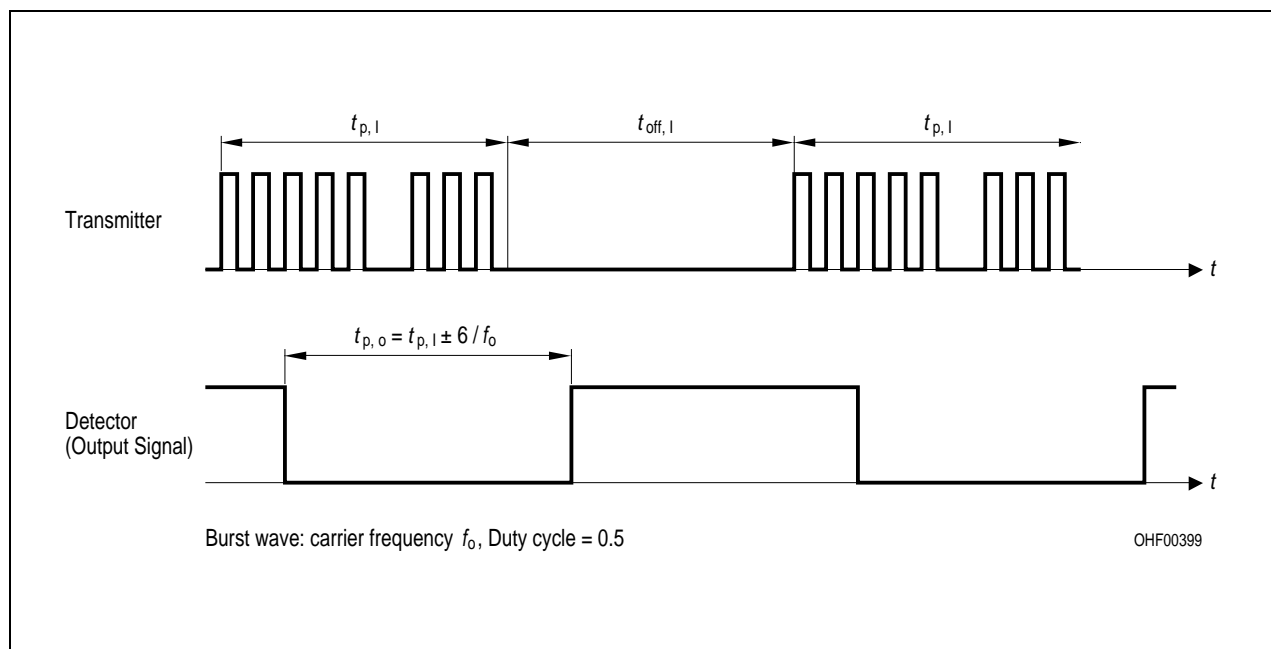 t p, I t off, I t p, I
Transmitter
t
t p, o = t p, I ± 6 / f o
Detector
(Output Signal)
t
Burst wave: carrier frequency f o, Duty cycle = 0.5
OHF00399